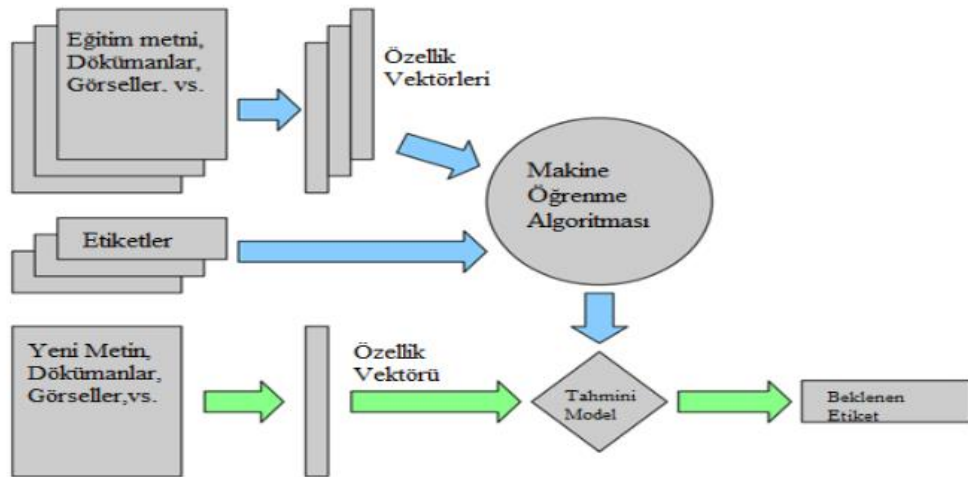 Eğitim metni,
Dökümanlar,
Görseller. vs.
Özellik
Vektörleri
Makine
Öğrenme
Algoritması
Etiketler
Yeni Metin,
Dökümanlar,
Görseller,vs.
Özellik
Vektörü
Tahmini
Model
Beklenen
Etiket